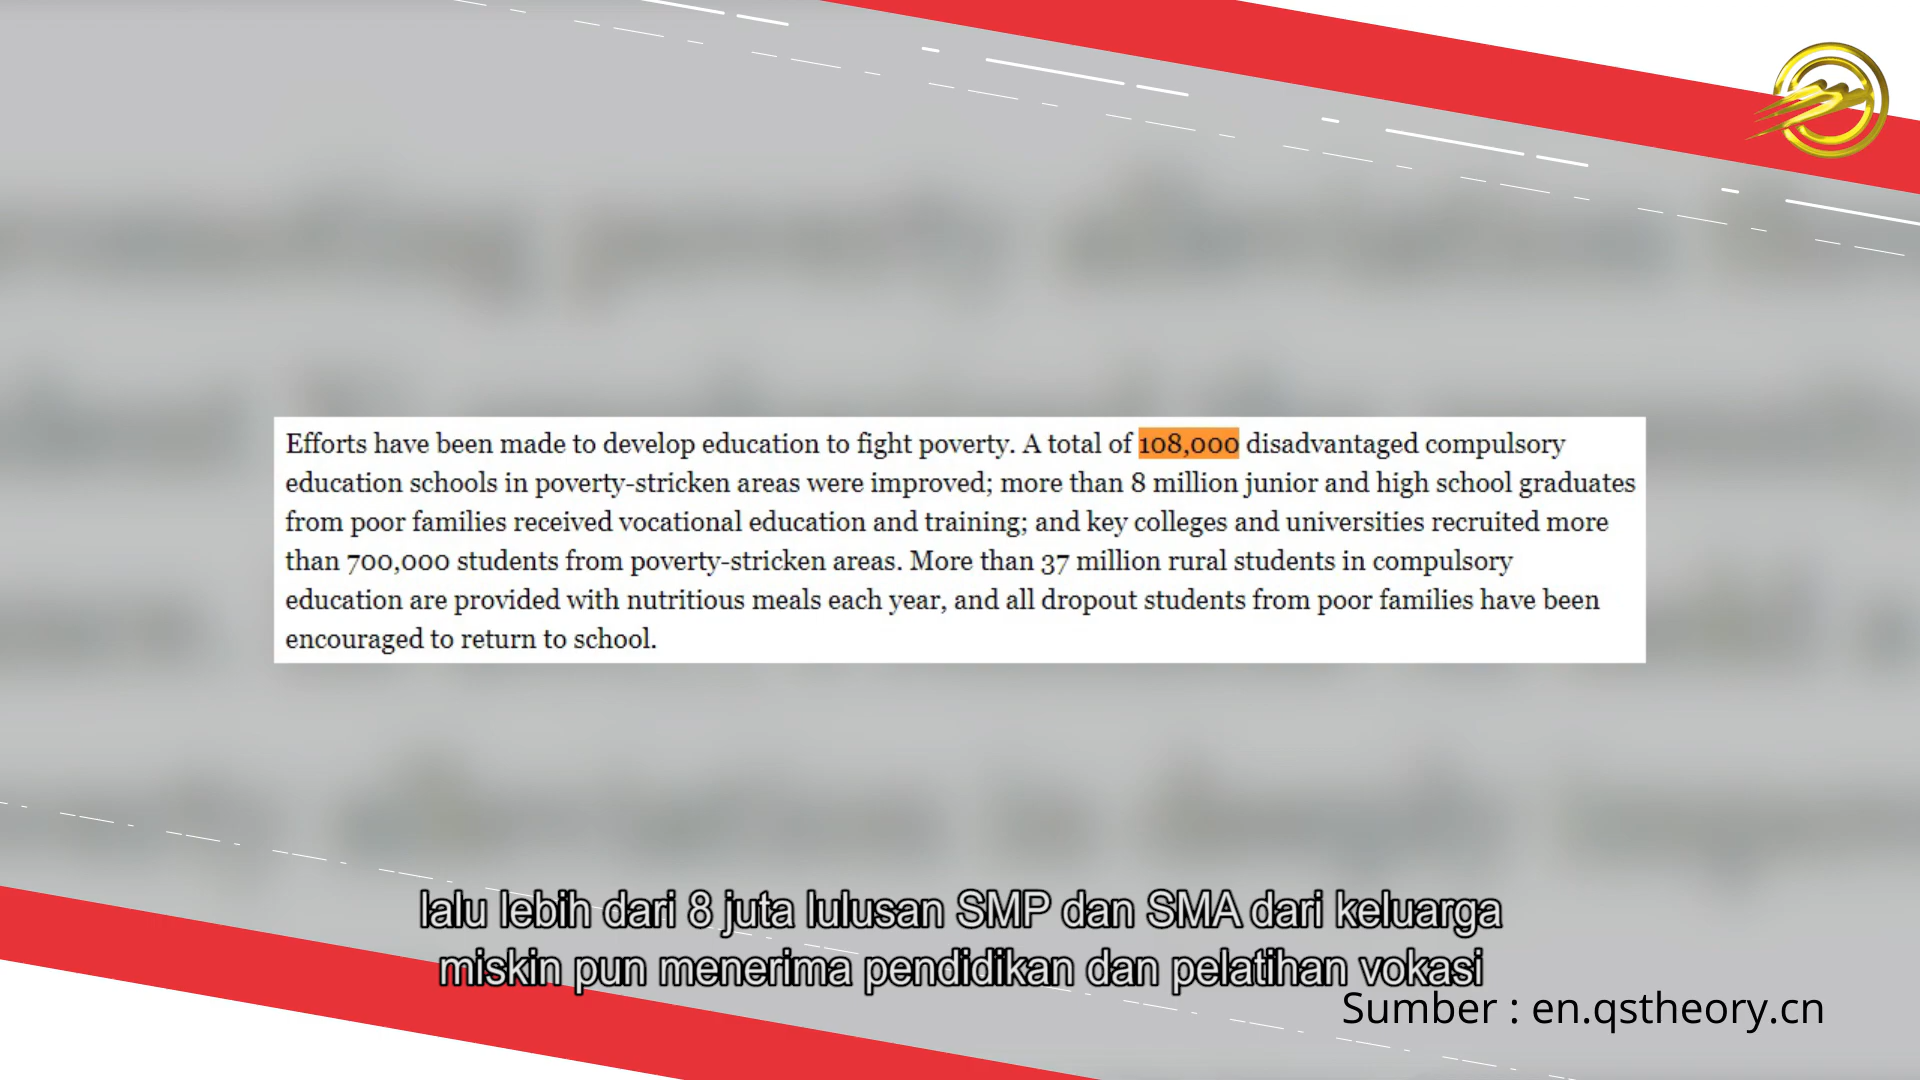 Efforts have been made to develop education to fight poverty. A total of 108,000 disadvantaged compulsory
education schools in poverty-stricken areas were improved; more than 8 million junior and high school graduates
from poor families received vocational education and training; and key colleges and universities recruited more
than 700,000 students from poverty-stricken areas. More than 37 million rural students in compulsory
education are provided with nutritious meals each year, and all dropout students from poor families have been
encouraged to return to school.
lalu lebih dari 8 juta lulusan SMP dan SMA dari keluarga
miskin pun menerima pendidikan dan pelatihan vokasi
Sumber : en.qstheory.cn